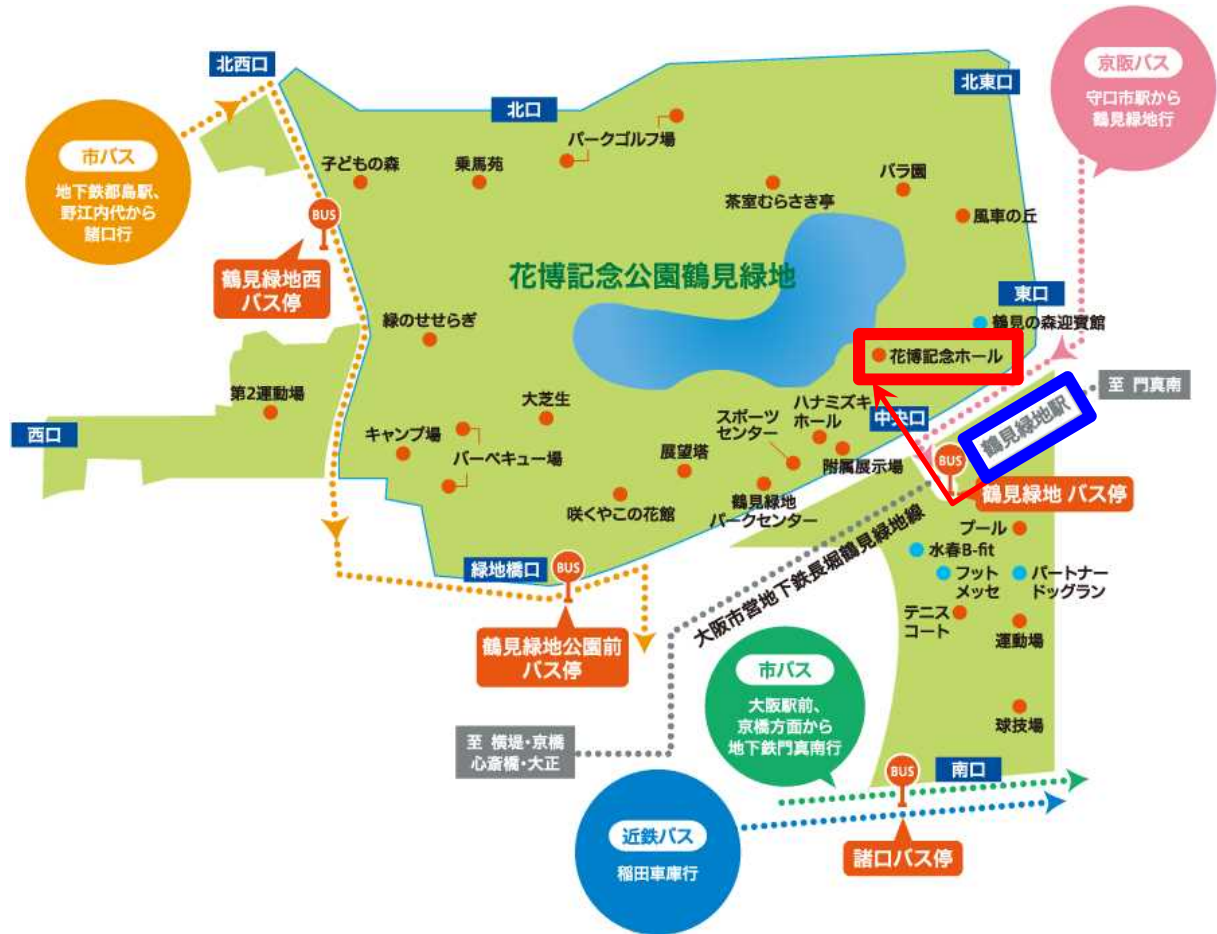 北西口
北口
北東口
京阪バス
守口市駅から
鶴見緑地行
市バス
地下鉄都島駅、
野江内代から
諸口行
パークゴルフ場
子どもの森
乗馬苑
茶室むらさき亭
バラ園
風車の丘
BUS
鶴見緑地西
バス停
花博記念公園鶴見緑地
東口
鶴見の森迎賓館
緑のせせらぎ
花博記念ホール
至 門真南
第2運動場
大芝生
ハナミズキ
ホール
中央口
鶴見緑地駅
西口
キャンプ場
バーベキュー場
スポーツ
センター
展望塔
附属展示場
BUS
鶴見緑地 バス停
咲くやこの花館
鶴見緑地
パークセンター
プール
水春B-fit
フット
メッセ
パートナー
ドッグラン
緑地橋口
BUS
大阪市営地下鉄長堀鶴見緑地線
テニス
コート
運動場
鶴見緑地公園前
バス停
市バス
大阪駅前、
京橋方面から
地下鉄門真南行
球技場
至 横堤・京橋
心斎橋・大正
BUS
南口
近鉄バス
稲田車庫行
諸口バス停